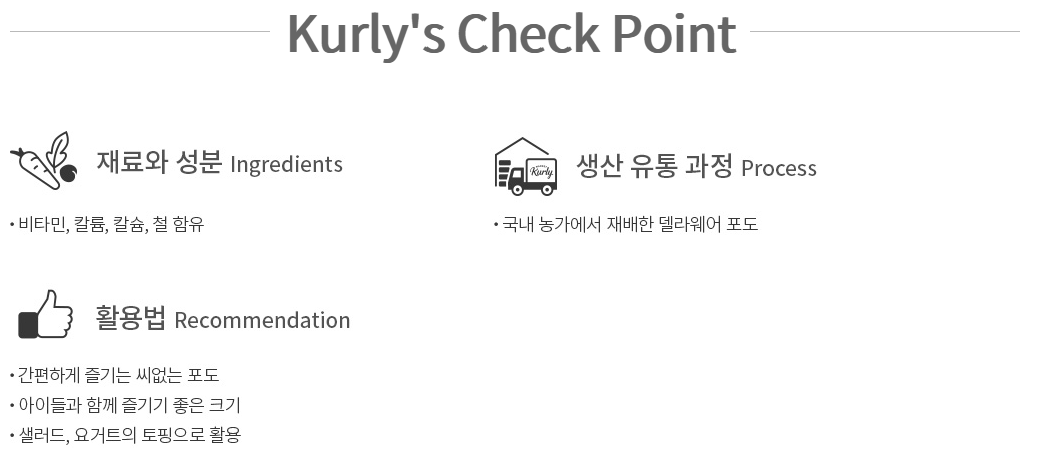 Kurly's Check Point
재료와 성분 Ingredients
• 비타민, 칼륨, 칼슘, 철 함유
Kurly
생산 유통 과정 Process
• 국내 농가에서 재배한 델라웨어 포도
활용법 Recommendation
• 간편하게 즐기는 씨없는 포도
• 아이들과 함께 즐기기 좋은 크기
• 샐러드, 요거트의 토핑으로 활용